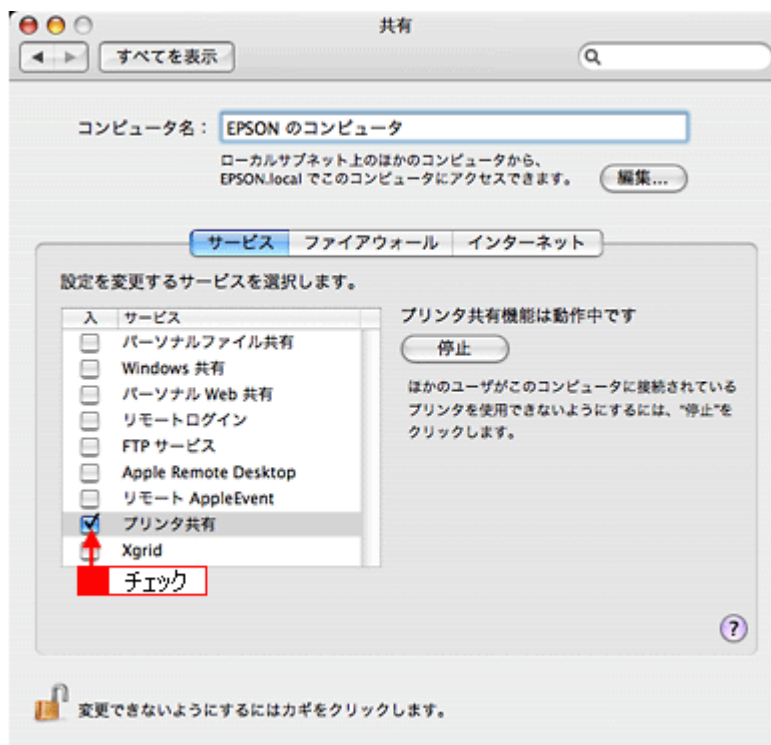 共有
すべてを表示
コンピュータ名：
EPSON のコンピュータ
ローカルサブネット上のほかのコンピュータから、
EPSON.local でこのコンピュータにアクセスできます。
編集...
サービス
ファイアウォール
インターネット
設定を変更するサービスを選択します。
入 サービス
パーソナルファイル共有
Windows 共有
パーソナル Web 共有
リモートログイン
FTP サービス
Apple Remote Desktop
リモート AppleEvent
プリンタ共有
Xgrid
チェック
プリンタ共有機能は動作中です
停止
ほかのユーザがこのコンピュータに接続されている
プリンタを使用できないようにするには、"停止"を
クリックします。
?
変更できないようにするにはカギをクリックします。